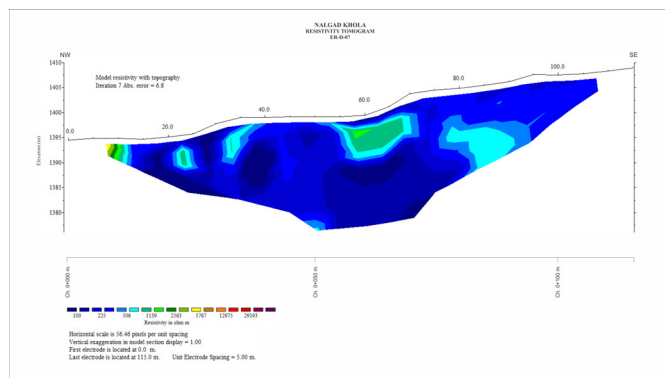 NALGAD KHOLA
RESISTIVITY TOMOGRAM
ER-D-07
NW
SE
Model resistivity with topography
Iteration 7 Abs. error = 6.8
Elevation (m)
1410
1405
1400
1395
1390
1385
1380
0.0
20.0
40.0
60.0
80.0
100.0
Ch. 0+000 m
Ch. 0+050 m
Ch. 0+100 m
100 225 506 1139 2563 5767 12975 29193
Resistivity in ohm.m
Horizontal scale is 56.46 pixels per unit spacing
Vertical exaggeration in model section display = 1.00
First electrode is located at 0.0 m.
Last electrode is located at 115.0 m. Unit Electrode Spacing = 5.00 m.